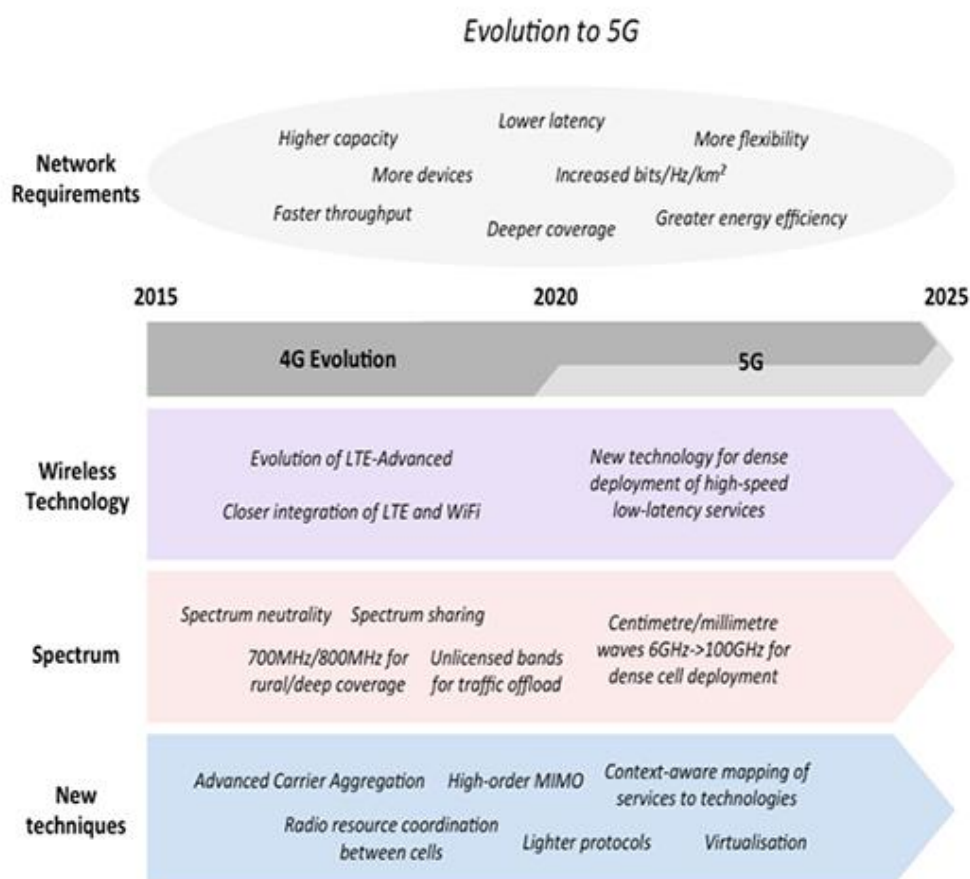 Evolution to 5G
Network
Requirements
Higher capacity
Lower latency
More flexibility
More devices
Increased bits/Hz/km²
Faster throughput
Deeper coverage
Greater energy efficiency
2015
2020
2025
4G Evolution
5G
Wireless
Technology
Evolution of LTE-Advanced
Closer integration of LTE and WiFi
New technology for dense
deployment of high-speed
low-latency services
Spectrum
Spectrum neutrality
Spectrum sharing
700MHz/800MHz for
rural/deep coverage
Unlicensed bands
for traffic offload
Centimetre/millimetre
waves 6GHz->100GHz for
dense cell deployment
New
techniques
Advanced Carrier Aggregation
High-order MIMO
Context-aware mapping of
services to technologies
Radio resource coordination
between cells
Lighter protocols
Virtualisation